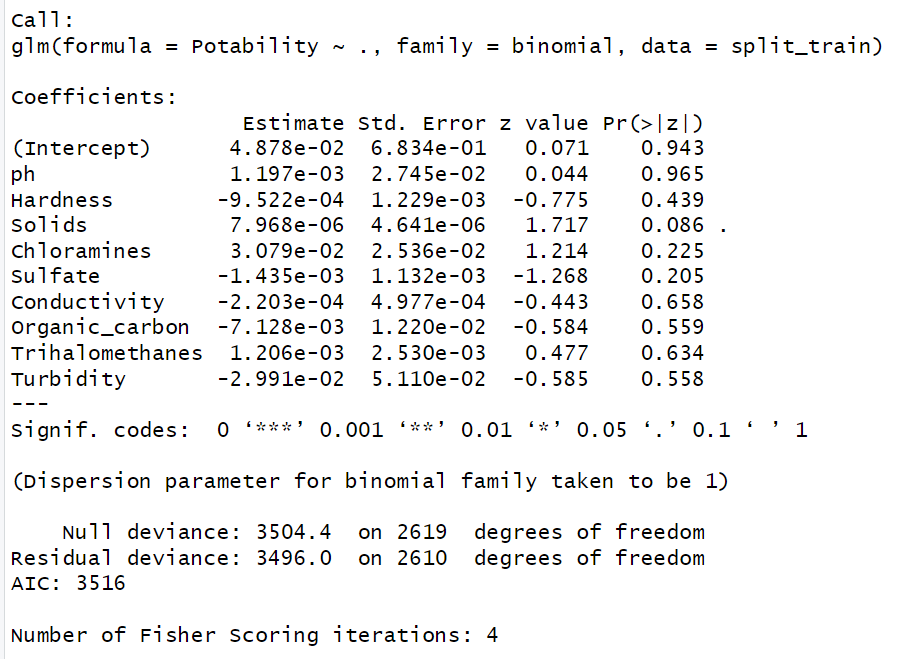 Call:
glm(formula = Potability ~ ., family = binomial, data = split_train)
Coefficients:
Estimate Std. Error z value Pr(>|z|)
(Intercept) 4.878e-02 6.834e-01 0.071 0.943
ph 1.197e-03 2.745e-02 0.044 0.965
Hardness -9.522e-04 1.229e-03 -0.775 0.439
Solids 7.968e-06 4.641e-06 1.717 0.086 .
Chloramines 3.079e-02 2.536e-02 1.214 0.225
Sulfate -1.435e-03 1.132e-03 -1.268 0.205
Conductivity -2.203e-04 4.977e-04 -0.443 0.658
Organic_carbon -7.128e-03 1.220e-02 -0.584 0.559
Trihalomethanes 1.206e-03 2.530e-03 0.477 0.634
Turbidity -2.991e-02 5.110e-02 -0.585 0.558
---
Signif. codes: 0 ‘***’ 0.001 ‘**’ 0.01 ‘*’ 0.05 ‘.’ 0.1 ‘ ’ 1
(Dispersion parameter for binomial family taken to be 1)
Null deviance: 3504.4 on 2619 degrees of freedom
Residual deviance: 3496.0 on 2610 degrees of freedom
AIC: 3516
Number of Fisher Scoring iterations: 4